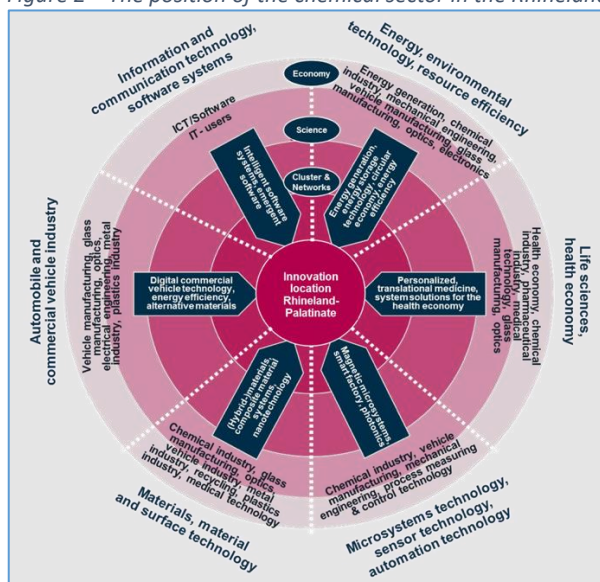 Figure 2 – The position of the chemical sector in the Rhineland
Information and
communication technology,
software systems
Energy, environmental
technology, resource efficiency
Economy
Science
Cluster & Networks
ICT/Software
IT- users
Energy generation, chemical
industry, mechanical engineering,
vehicle manufacturing, glass
manufacturing, optics, electronics
Intelligent software
systems, emergent
software
Energy generation,
energy storage
technology, circular
economy, energy
efficiency
Automobile and
commercial vehicle industry
Vehicle manufacturing, glass
manufacturing, optics,
electrical engineering, metal
industry, plastics industry
Digital commercial
vehicle technology,
energy efficiency,
alternative materials
Innovation
location
Rhineland-
Palatinate
Personalized,
translational medicine,
system solutions for the
health economy
Health economy, chemical
industry, pharmaceutical
industry, medical
technology, glass
manufacturing, optics
Life sciences,
health economy
(Hybrid-)materials,
composite material
systems,
nanotechnology
Magnetic microsystems,
smart factory, photonics
Chemical industry, glass
manufacturing, optics,
vehicle industry, metal
industry, recycling, plastics
industry, medical technology
Chemical industry, vehicle
manufacturing, mechanical
engineering, process measuring
& control technology
Materials, material
and surface technology
Microsystems technology,
sensor technology,
automation technology